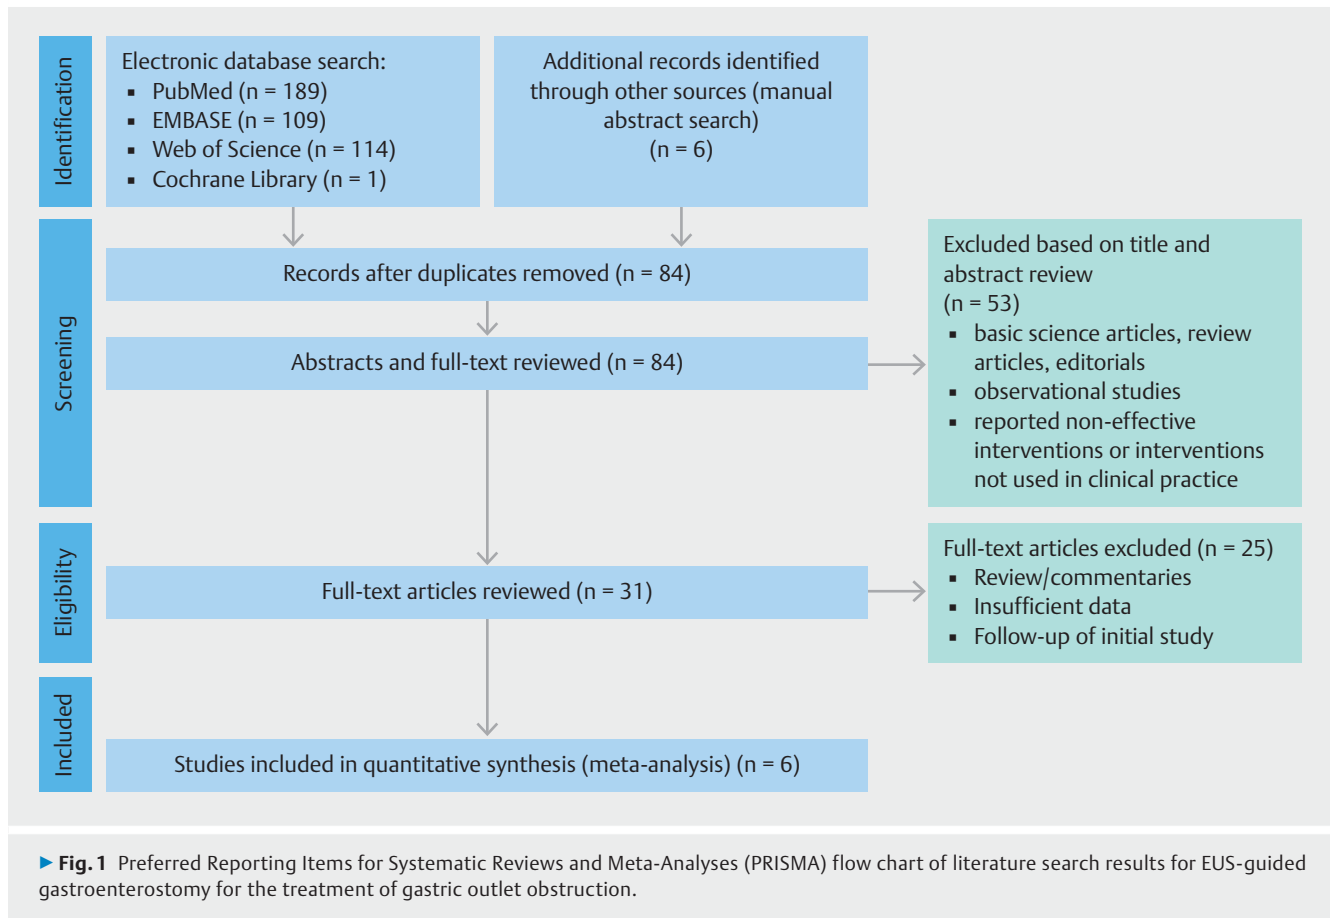 Identification
Electronic database search:
▪ PubMed (n = 189)
▪ EMBASE (n = 109)
▪ Web of Science (n = 114)
▪ Cochrane Library (n = 1)
Additional records identified
through other sources (manual
abstract search)
(n = 6)
Screening
Records after duplicates removed (n = 84)
Abstracts and full-text reviewed (n = 84)
Excluded based on title and
abstract review
(n = 53)
▪ basic science articles, review
articles, editorials
▪ observational studies
▪ reported non-effective
interventions or interventions
not used in clinical practice
Eligibility
Full-text articles reviewed (n = 31)
Full-text articles excluded (n = 25)
▪ Review/commentaries
▪ Insufficient data
▪ Follow-up of initial study
Included
Studies included in quantitative synthesis (meta-analysis) (n = 6)
▶ Fig. 1 Preferred Reporting Items for Systematic Reviews and Meta-Analyses (PRISMA) flow chart of literature search results for EUS-guided
gastroenterostomy for the treatment of gastric outlet obstruction.